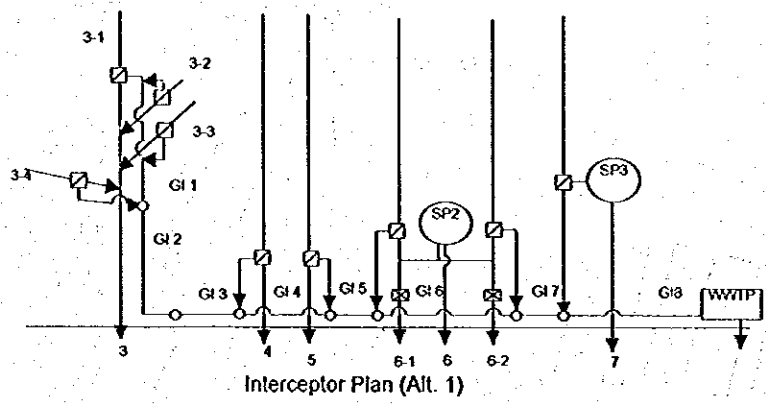 3-1
3-2
3-3
3-4
GI 1
GI 2
SP2
SP3
GI 3
GI 4
GI 5
GI 6
GI 7
GI 8
WWTP
3
4
5
6-1
6
6-2
7
Interceptor Plan (Alt. 1)